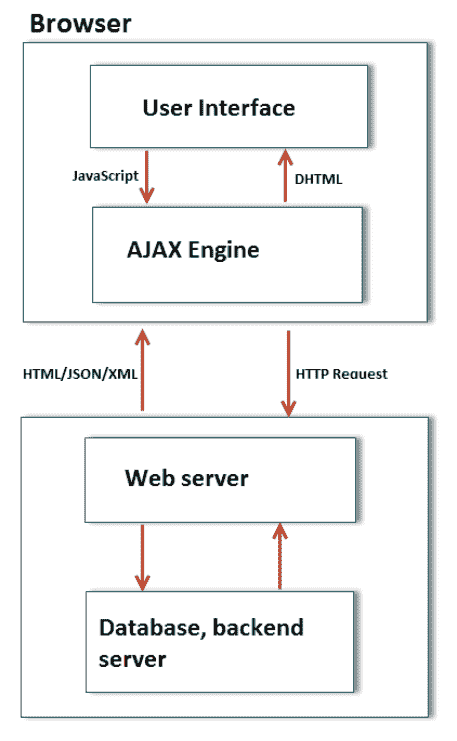 Browser
User Interface
JavaScript
DHTML
AJAX Engine
HTML/JSON/XML
HTTP Request
Web server
Database, backend
server